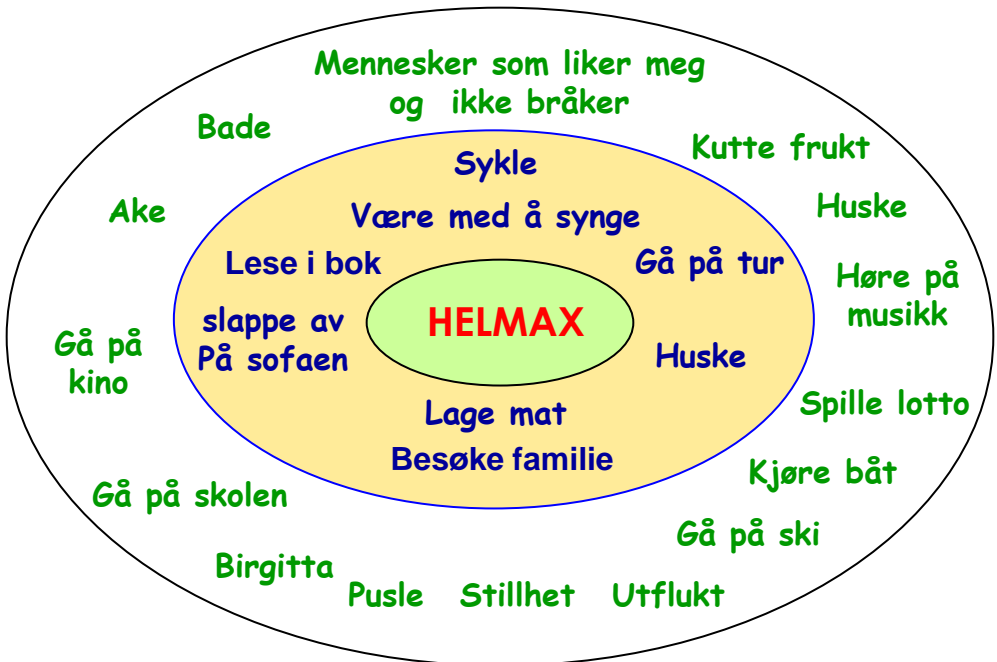 Mennesker som liker meg
og ikke bråker
Bade
Kutte frukt
Sykle
Ake
Huske
Være med å synge
Lese i bok
Gå på tur
Høre på
musikk
slappe av
På sofaen
HELMAX
Gå på
kino
Huske
Spille lotto
Lage mat
Besøke familie
Kjøre båt
Gå på skolen
Gå på ski
Birgitta
Pusle
Stillhet
Utflukt